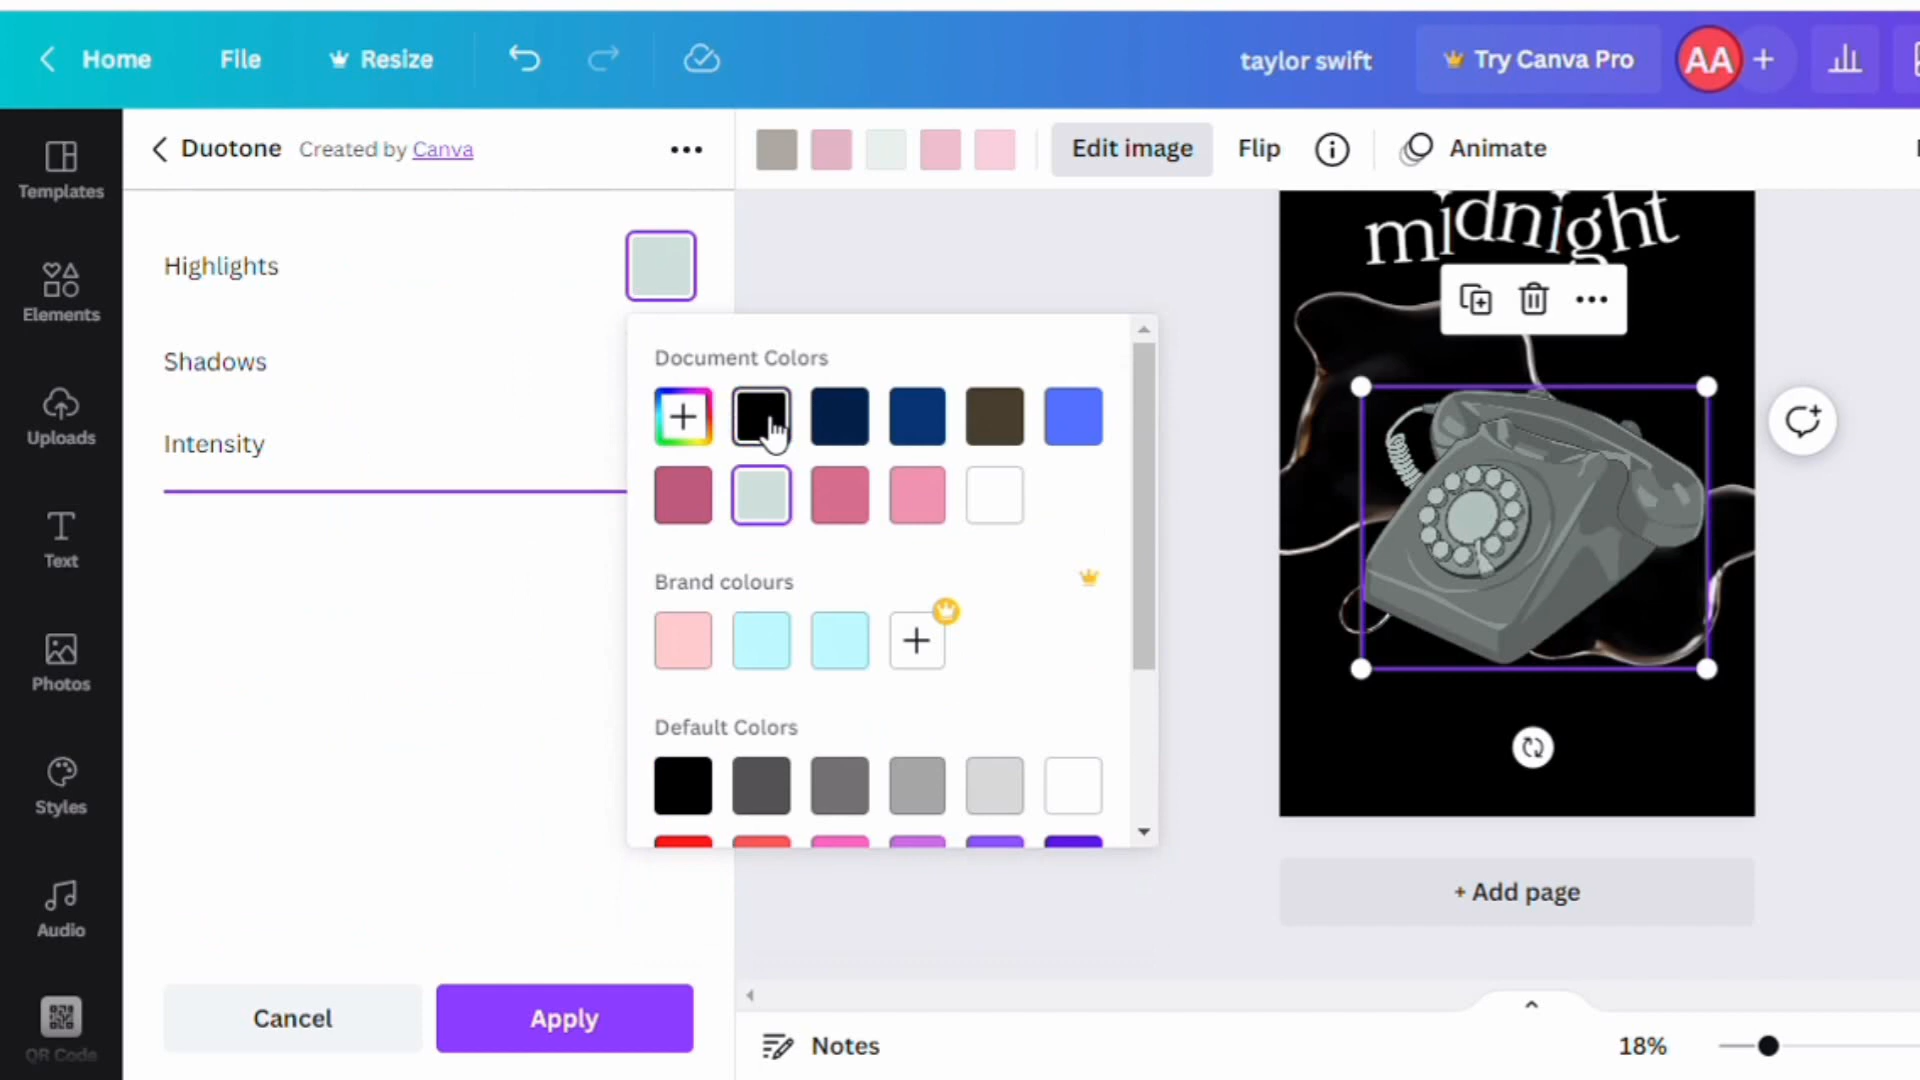 Home File Resize taylor swift Try Canva Pro AA
Duotone Created by Canva Edit image Flip Animate
Templates
Elements
Uploads
Text
Photos
Styles
Audio
QR Code
Highlights
Shadows
Intensity
Document Colors
Brand colours
Default Colors
Cancel Apply
midnight
+ Add page
Notes 18%